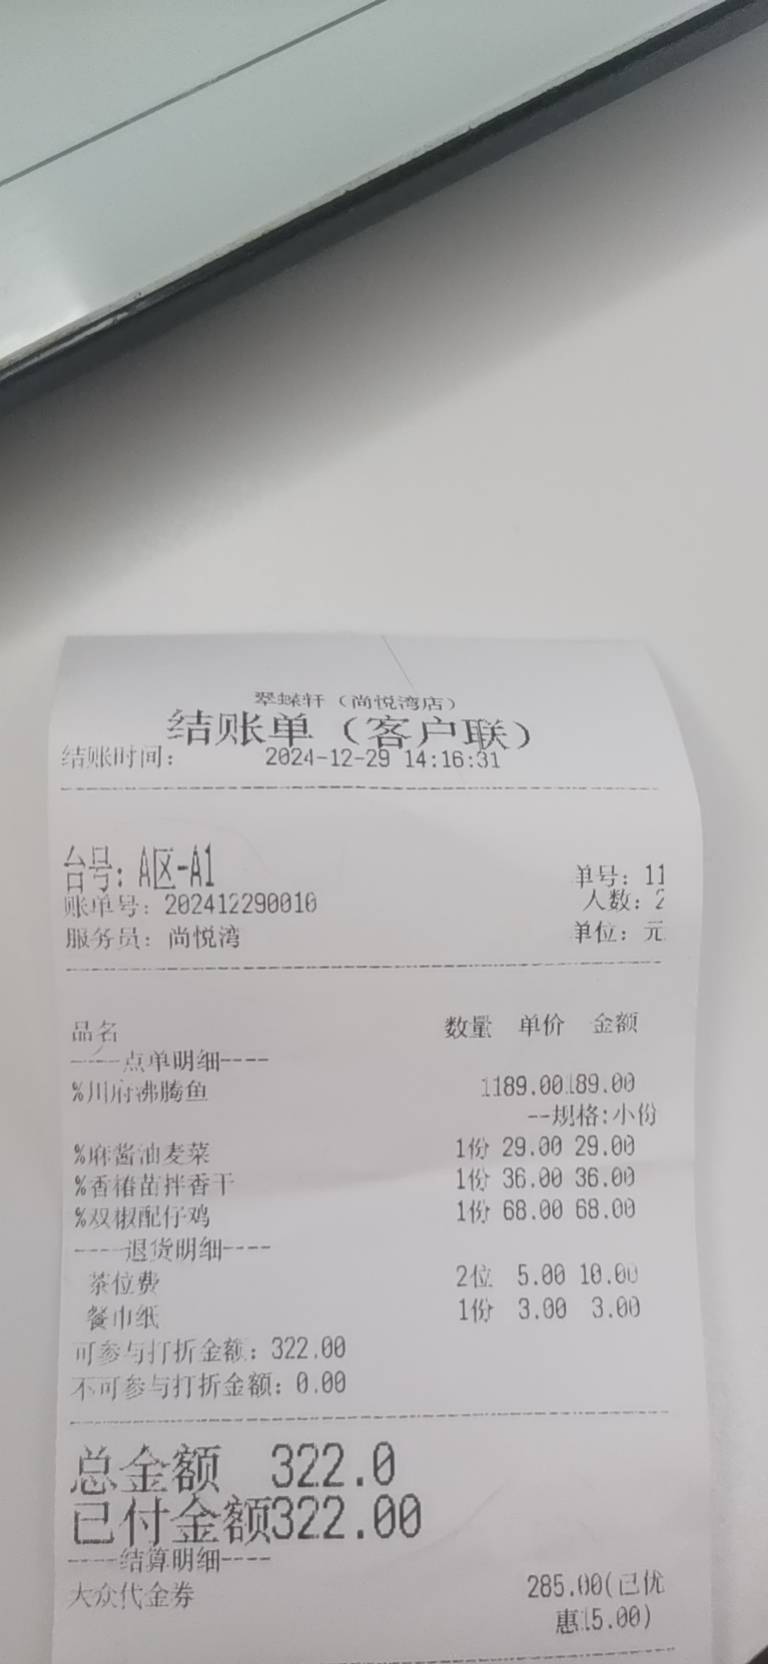 翠蝶轩（尚悦湾店）
结账单（客户联）
结账时间： 2024-12-29 14:16:31
台号：A区-A1 单号：11
账单号：202412290010 人数：2
服务员：尚悦湾 单位：元
品名 数量 单价 金额
----点单明细----
%川府沸腾鱼 1189.00189.00
--规格:小份
%麻酱油麦菜 1份 29.00 29.00
%香椿苗拌香干 1份 36.00 36.00
%双椒配仔鸡 1份 68.00 68.00
----退货明细----
茶位费 2位 5.00 10.00
餐巾纸 1份 3.00 3.00
可参与打折金额：322.00
不可参与打折金额：0.00
总金额 322.0
已付金额322.00
----结算明细----
大众代金券 285.00(已优
惠15.00)